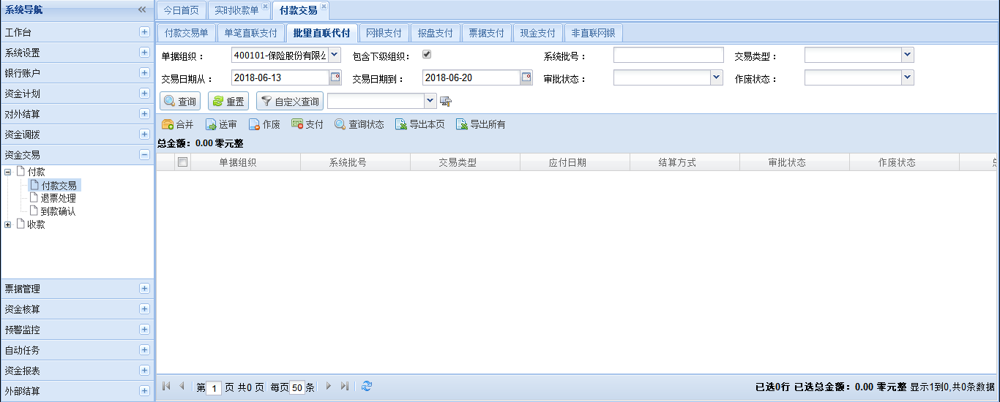 系统导航
工作台
系统设置
银行账户
资金计划
对外结算
资金调拨
资金交易
付款
付款交易
退票处理
到款确认
收款
票据管理
资金核算
预警监控
自动任务
资金报表
外部结算
今日首页 实时收款单 付款交易
付款交易单 单笔直联支付 批量直联代付 网银支付 报盘支付 票据支付 现金支付 非直联网银
单据组织： 400101-保险股份有限 包含下级组织： 系统批号： 交易类型：
交易日期从： 2018-06-13 交易日期到： 2018-06-20 审批状态： 作废状态：
查询 重置 自定义查询
合并 送审 作废 支付 查询状态 导出本页 导出所有
总金额：0.00 零元整
单据组织 系统批号 交易类型 应付日期 结算方式 审批状态 作废状态
第 1 页 共0 页 每页 50 条 已选0行 已选总金额：0.00 零元整 显示1到0,共0条数据